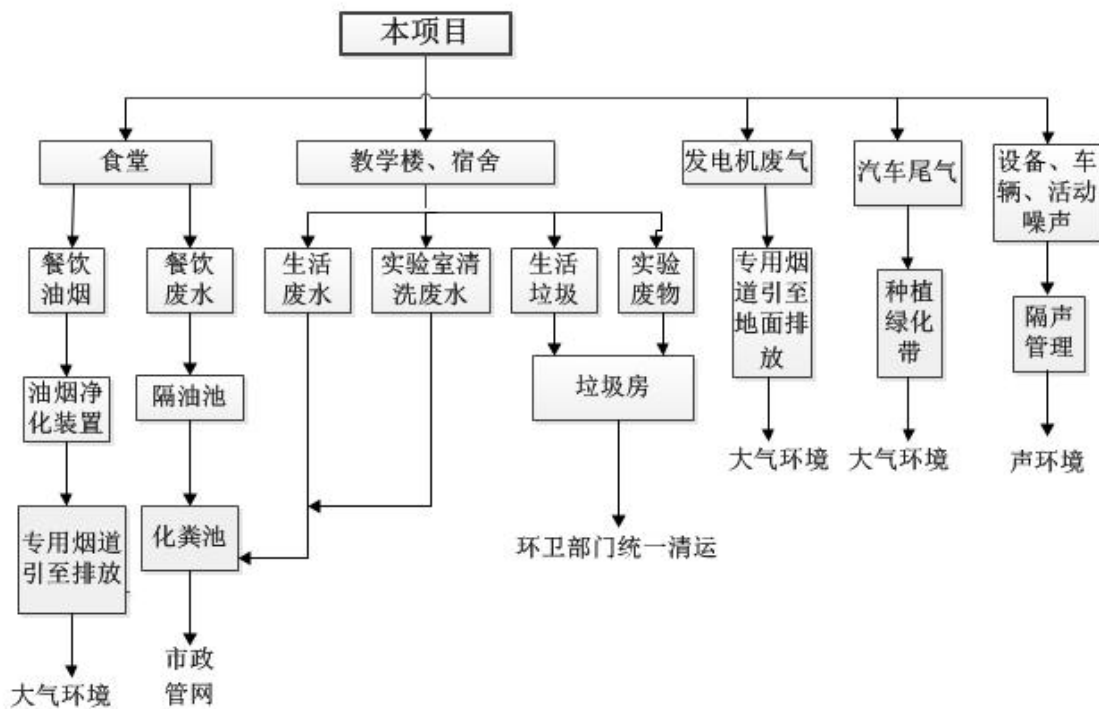 本项目
食堂
教学楼、宿舍
发电机废气
汽车尾气
设备、车
辆、活动
噪声
餐饮
油烟
餐饮
废水
生活
废水
实验室清
洗废水
生活
垃圾
实验
废物
专用烟
道引至
地面排
放
种植
绿化
带
隔声
管理
油烟净
化装置
隔油池
垃圾房
大气环境
大气环境
声环境
专用烟道
引至排放
化粪池
环卫部门统一清运
大气环境
市政
管网